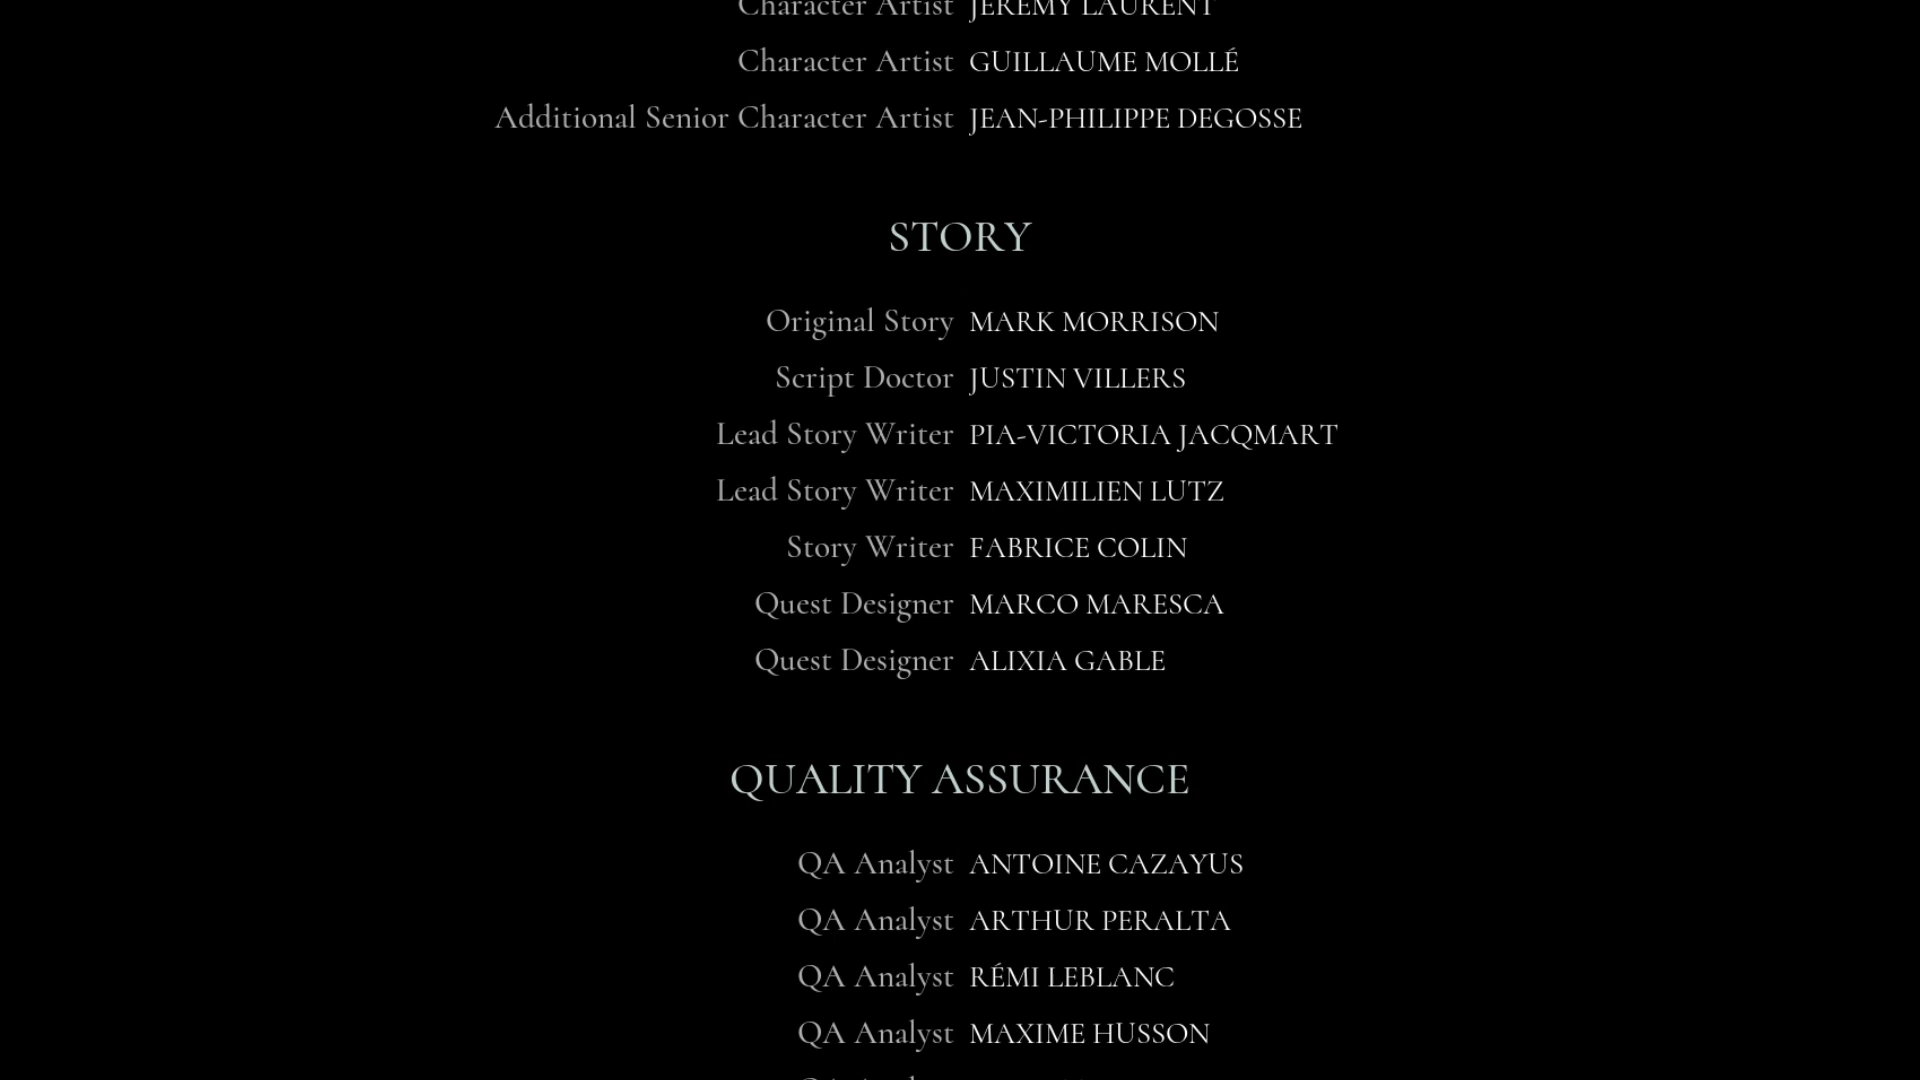 Character Artist JEREMY LAURENT
Character Artist GUILLAUME MOLLÉ
Additional Senior Character Artist JEAN-PHILIPPE DEGOSSE
STORY
Original Story MARK MORRISON
Script Doctor JUSTIN VILLERS
Lead Story Writer PIA-VICTORIA JACQMART
Lead Story Writer MAXIMILIEN LUTZ
Story Writer FABRICE COLIN
Quest Designer MARCO MARESCA
Quest Designer ALIXIA GABLE
QUALITY ASSURANCE
QA Analyst ANTOINE CAZAYUS
QA Analyst ARTHUR PERALTA
QA Analyst RÉMI LEBLANC
QA Analyst MAXIME HUSSON